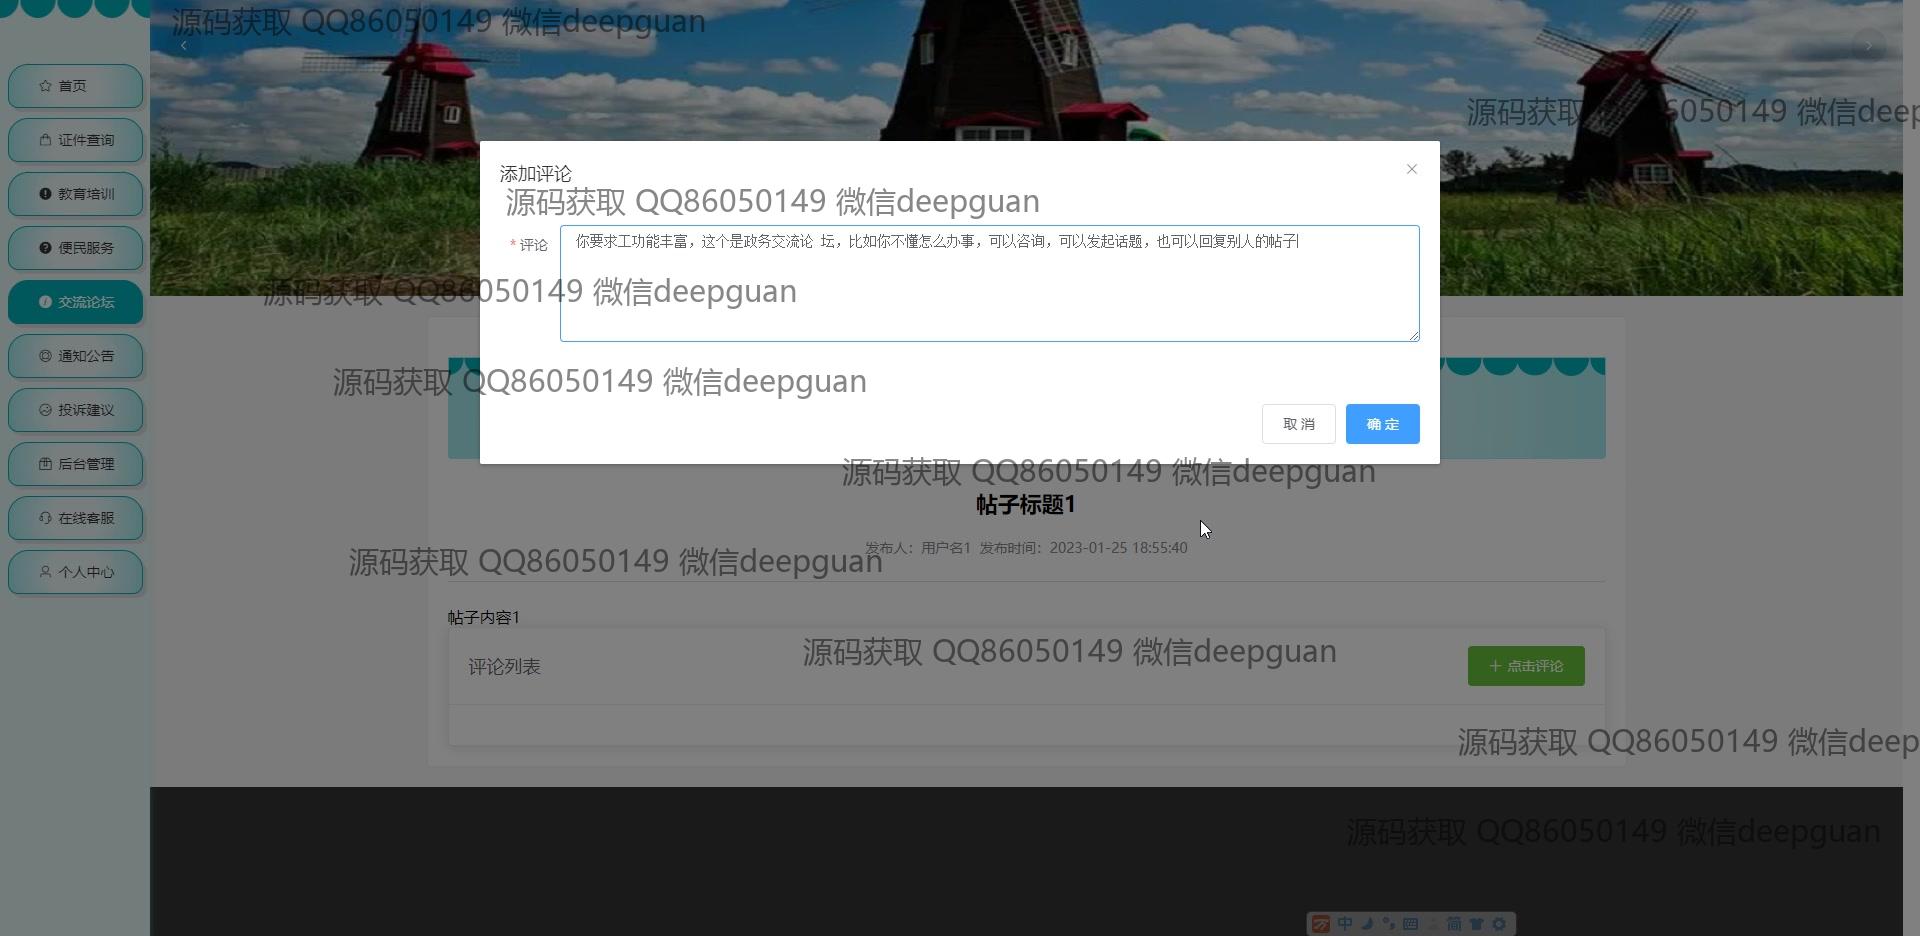 源码获取 QQ86050149 微信deepguan
首页
证件查询
源码获取 QQ86050149 微信deep
教育培训
添加评论
源码获取 QQ86050149 微信deepguan
便民服务
* 评论
你要求工功能丰富，这个是政务交流论 坛，比如你不懂怎么办事，可以咨询，可以发起话题，也可以回复别人的帖子
交流论坛
源码获取 QQ86050149 微信deepguan
通知公告
源码获取 QQ86050149 微信deepguan
投诉建议
取消
确定
后台管理
源码获取 QQ86050149 微信deepguan
帖子标题1
在线客服
发布人：用户名1 发布时间：2023-01-25 18:55:40
源码获取 QQ86050149 微信deepguan
个人中心
帖子内容1
源码获取 QQ86050149 微信deepguan
评论列表
点击评论
源码获取 QQ86050149 微信deep
源码获取 QQ86050149 微信deepguan
中
简